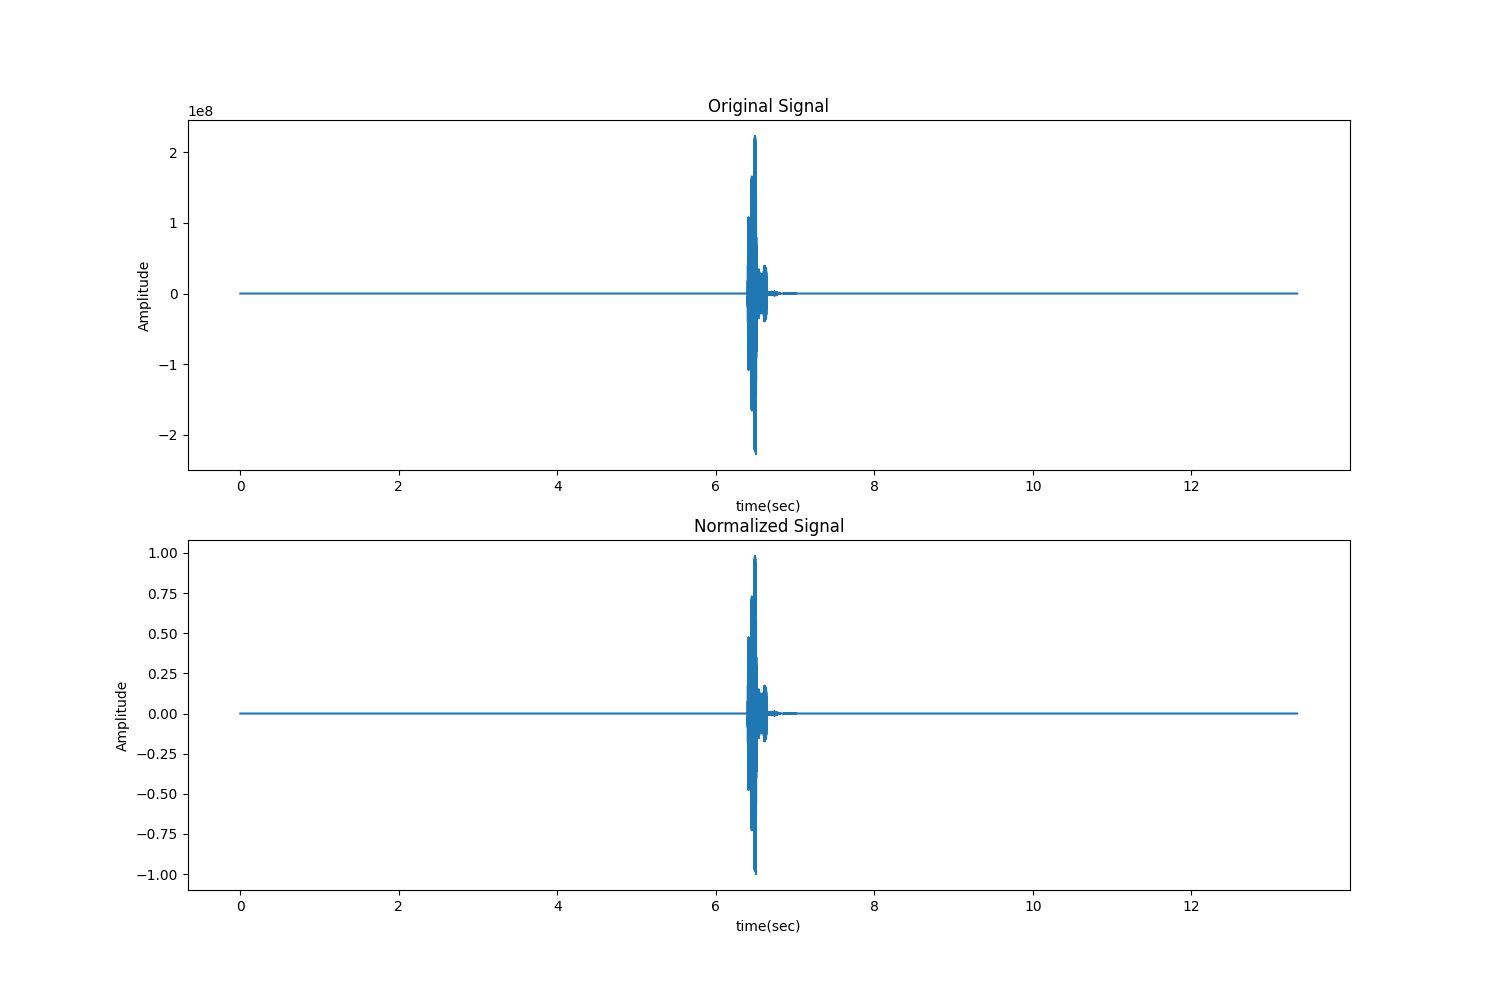 Original Signal
1e8
2
1
0
−1
−2
Amplitude
0 2 4 6 8 10 12
time(sec)
Normalized Signal
1.00
0.75
0.50
0.25
0.00
−0.25
−0.50
−0.75
−1.00
Amplitude
0 2 4 6 8 10 12
time(sec)